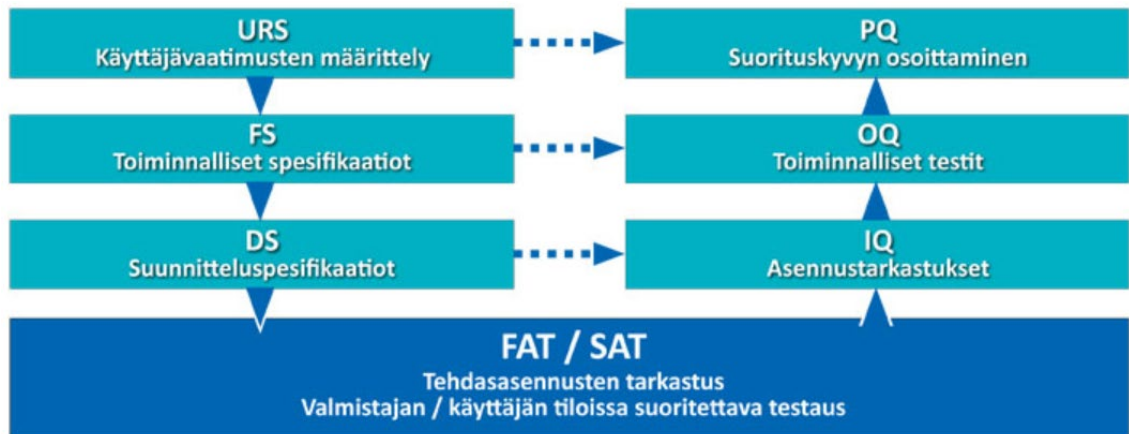 URS
Käyttäjävaatimusten määrittely
PQ
Suorituskyvyn osoittaminen
FS
Toiminnalliset spesifikaatiot
OQ
Toiminnalliset testit
DS
Suunnitteluspesifikaatiot
IQ
Asennustarkastukset
FAT / SAT
Tehdasasennusten tarkastus
Valmistajan / käyttäjän tiloissa suoritettava testaus